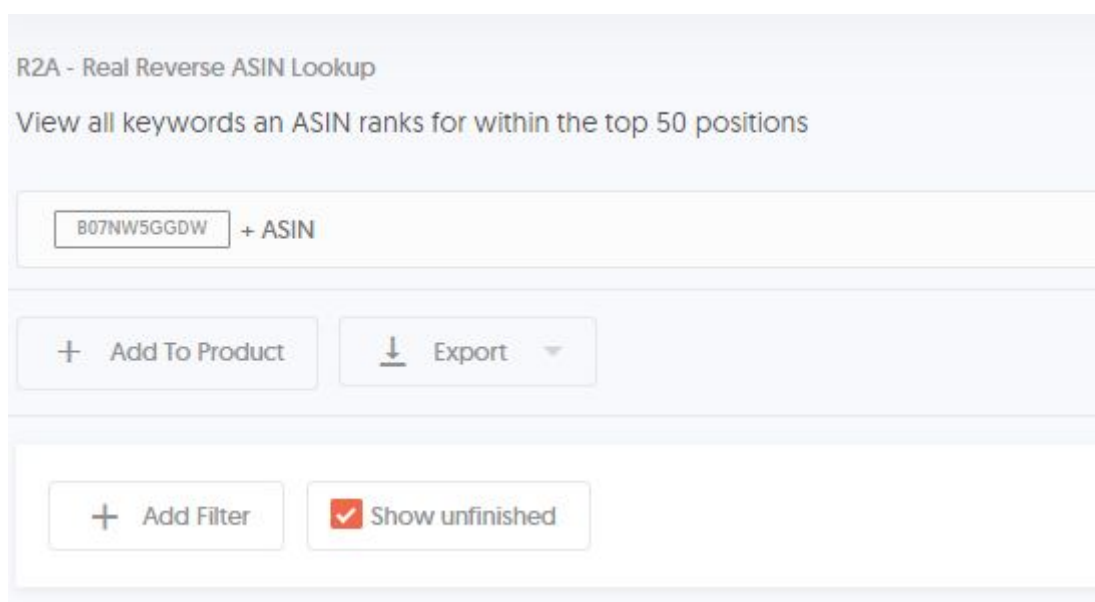 R2A - Real Reverse ASIN Lookup
View all keywords an ASIN ranks for within the top 50 positions
B07NW5GGDW + ASIN
+ Add To Product Export
+ Add Filter Show unfinished